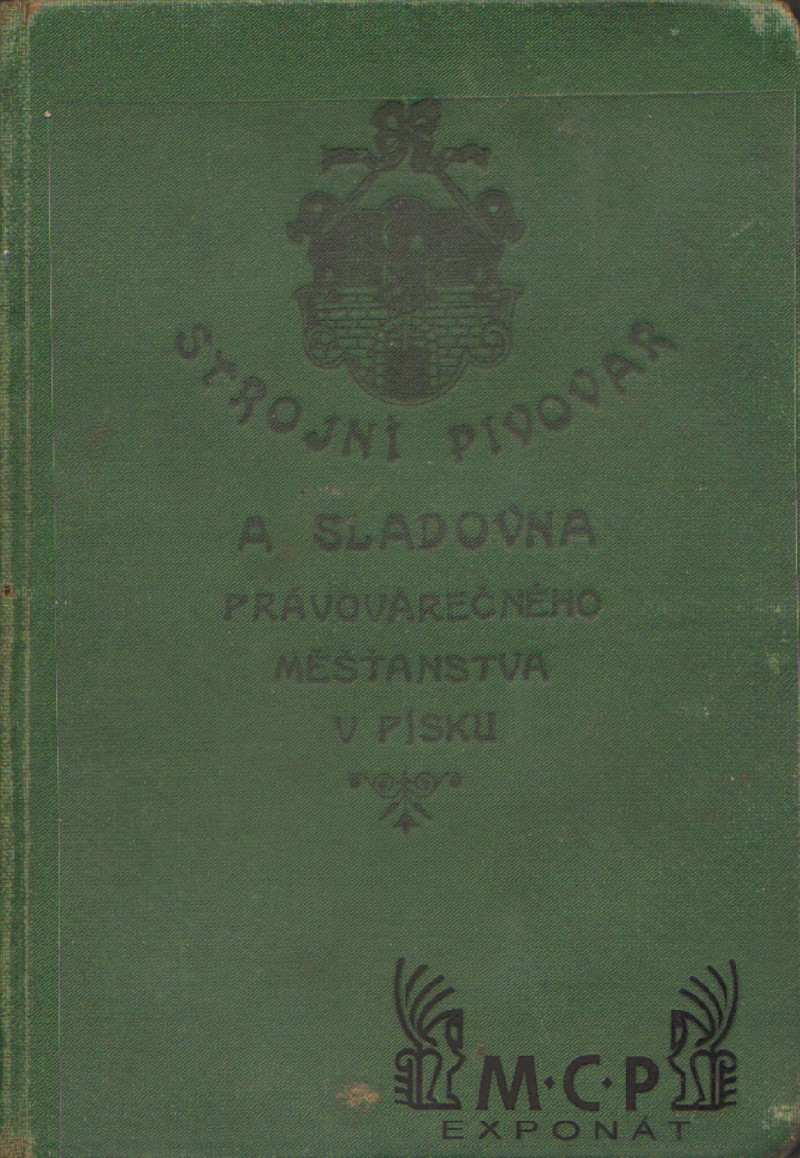 STROJNÍ PIVOVAR
A SLADOVNA
PRÁVOVÁREČNÉHO
MĚŠŤANSTVA
V PÍSKU
M·C·P
EXPONÁT